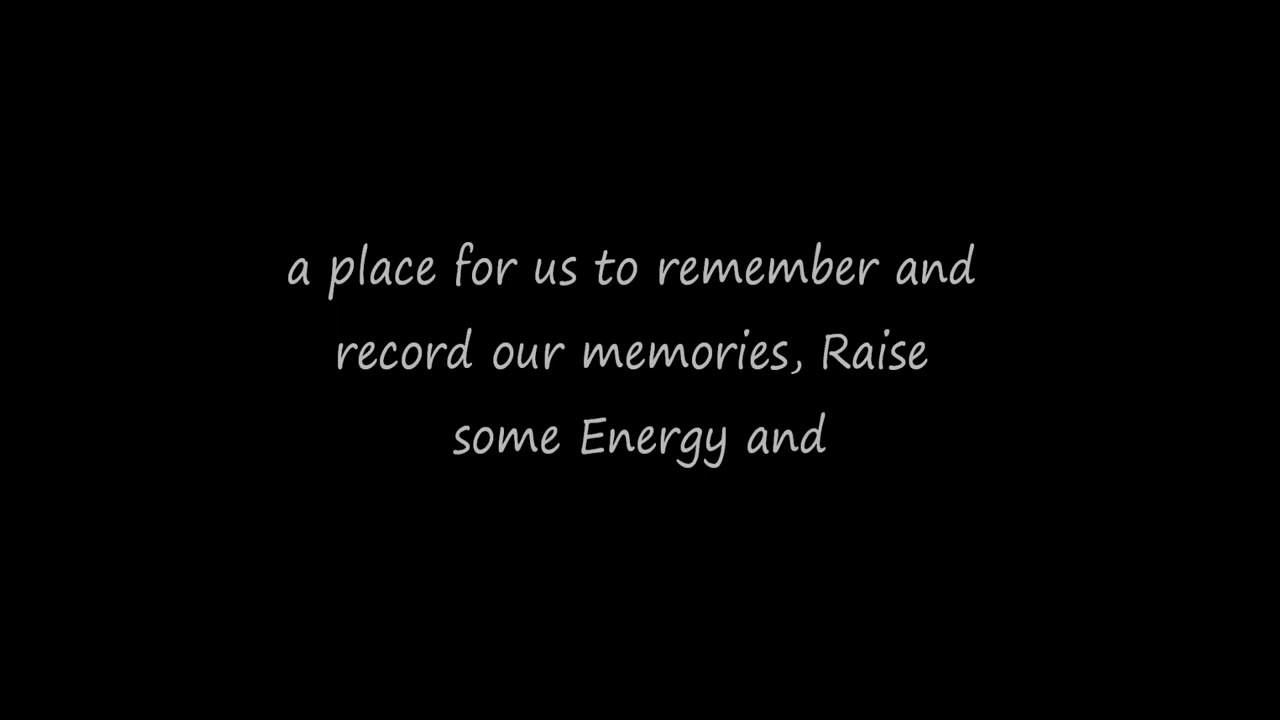 a place for us to remember and
record our memories, Raise
some Energy and